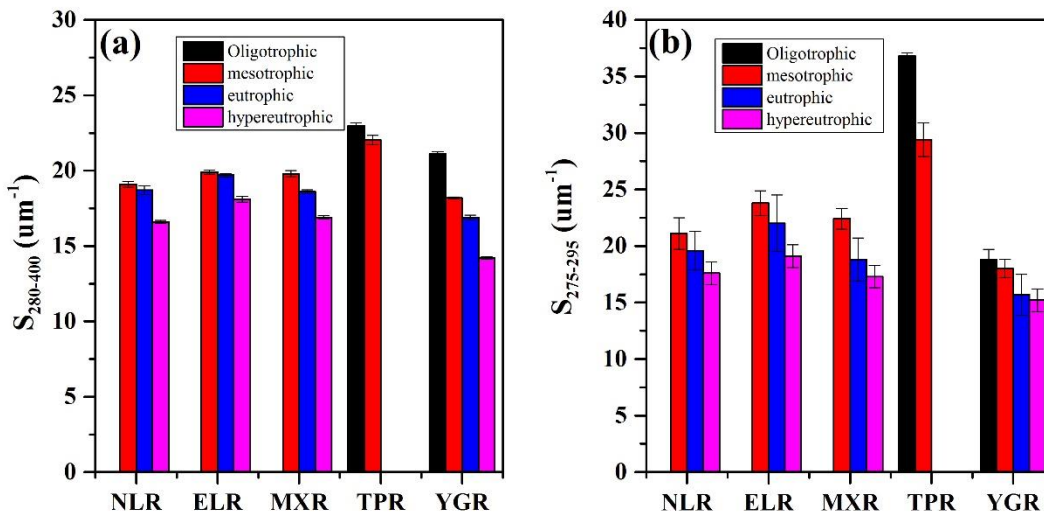 (a)
Oligotrophic
mesotrophic
eutrophic
hypereutrophic
S280-400 (um-1)
30
25
20
15
10
5
0
NLR ELR MXR TPR YGR
(b)
Oligotrophic
mesotrophic
eutrophic
hypereutrophic
S275-295 (um-1)
40
35
30
25
20
15
10
5
0
NLR ELR MXR TPR YGR